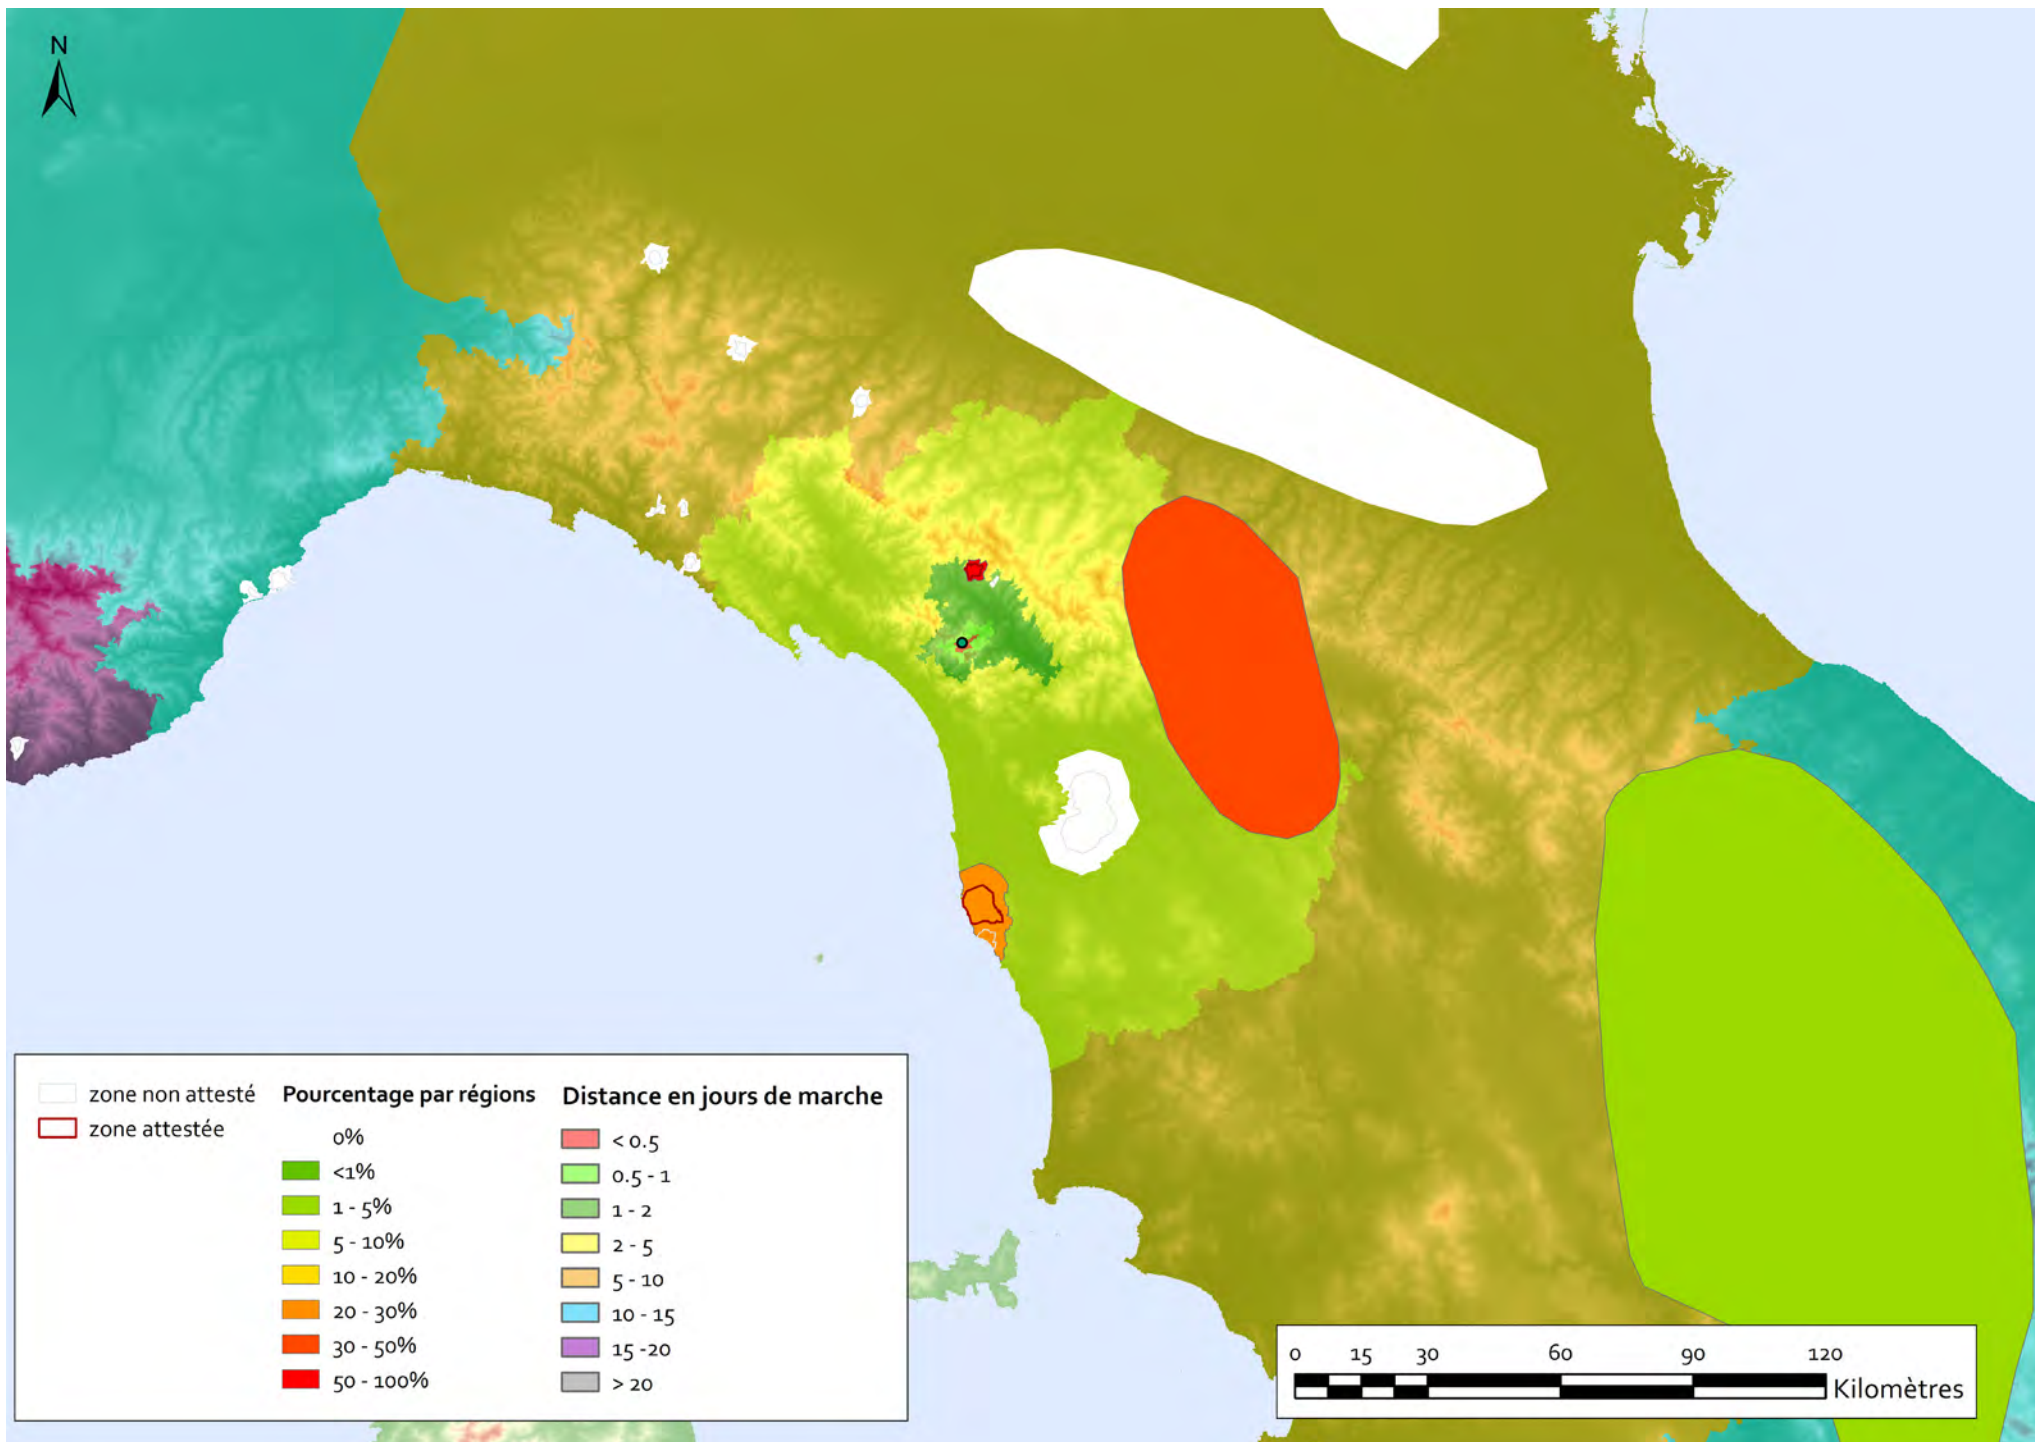 N
zone non attesté
zone attestée
Pourcentage par régions
0%
<1%
1 - 5%
5 - 10%
10 - 20%
20 - 30%
30 - 50%
50 - 100%
Distance en jours de marche
< 0.5
0.5 - 1
1 - 2
2 - 5
5 - 10
10 - 15
15 -20
> 20
0 15 30 60 90 120
Kilomètres